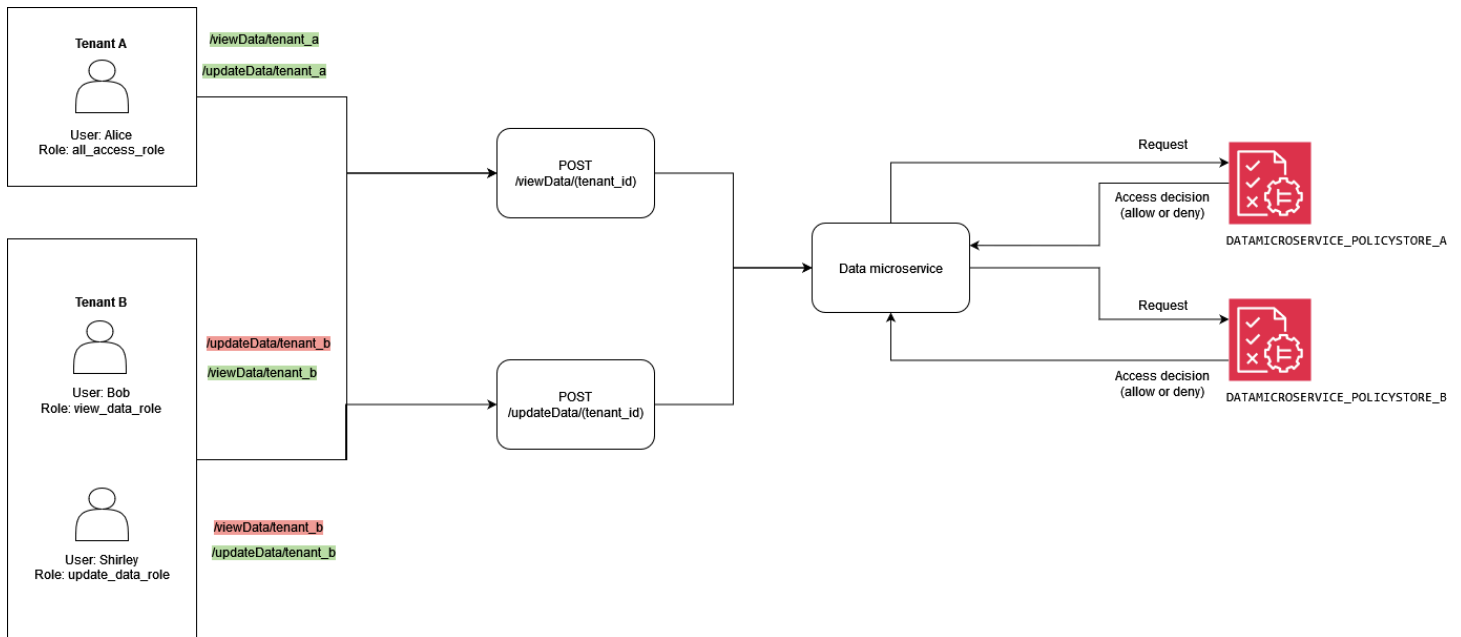 Tenant A
User: Alice
Role: all_access_role
/viewData/tenant_a
/updateData/tenant_a
Tenant B
User: Bob
Role: view_data_role
/updateData/tenant_b
/viewData/tenant_b
User: Shirley
Role: update_data_role
/viewData/tenant_b
/updateData/tenant_b
POST
/viewData/(tenant_id)
POST
/updateData/(tenant_id)
Data microservice
Request
Access decision
(allow or deny)
DATAMICROSERVICE_POLICYSTORE_A
Request
Access decision
(allow or deny)
DATAMICROSERVICE_POLICYSTORE_B